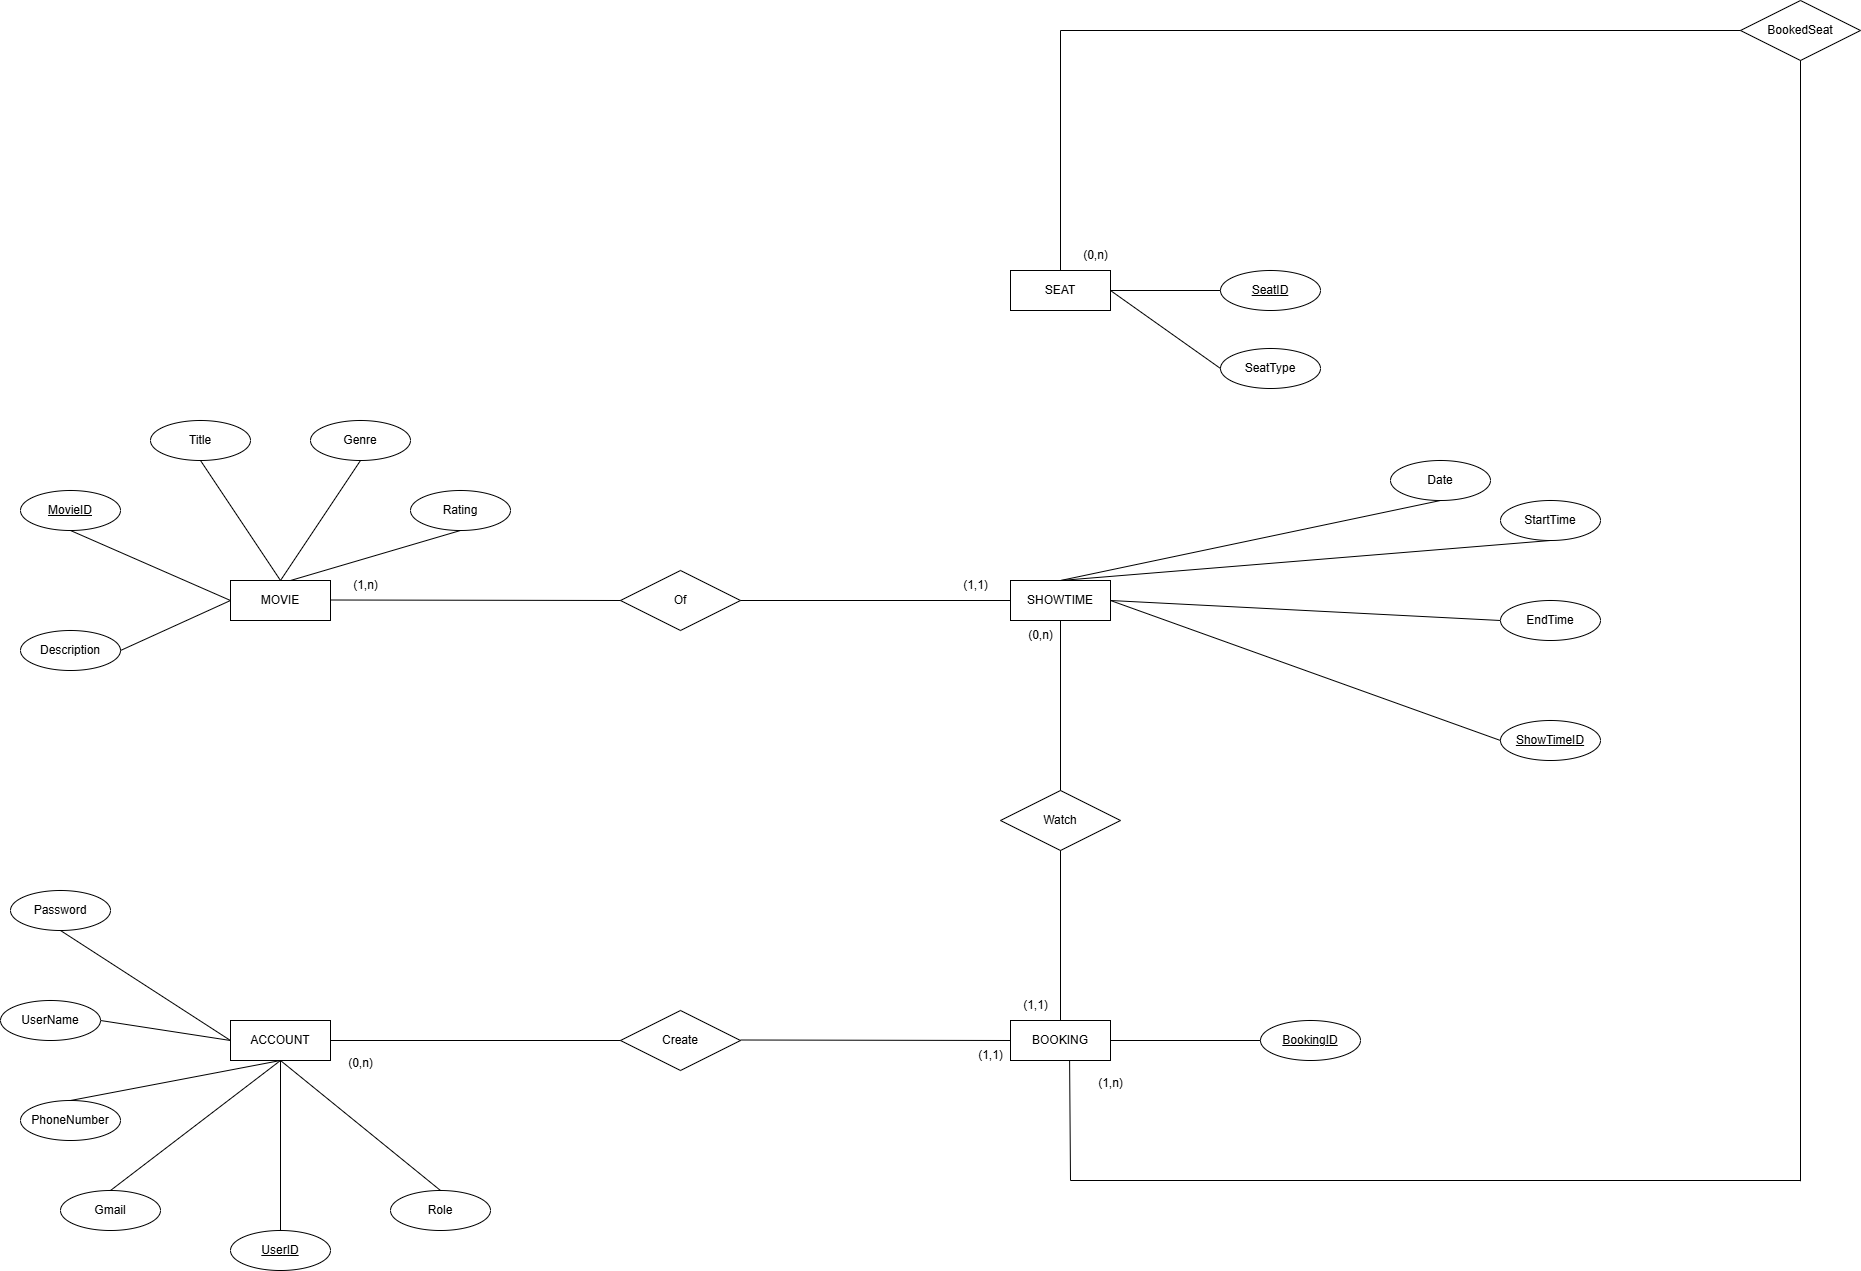 BookedSeat
(0,n)
SEAT
SeatID
SeatType
Title
Genre
MovieID
Rating
Description
MOVIE
(1,n)
Of
(1,1)
SHOWTIME
(0,n)
Date
StartTime
EndTime
ShowTimeID
Watch
Password
UserName
ACCOUNT
(0,n)
PhoneNumber
Gmail
UserID
Role
Create
(1,1)
(1,1)
BOOKING
(1,n)
BookingID